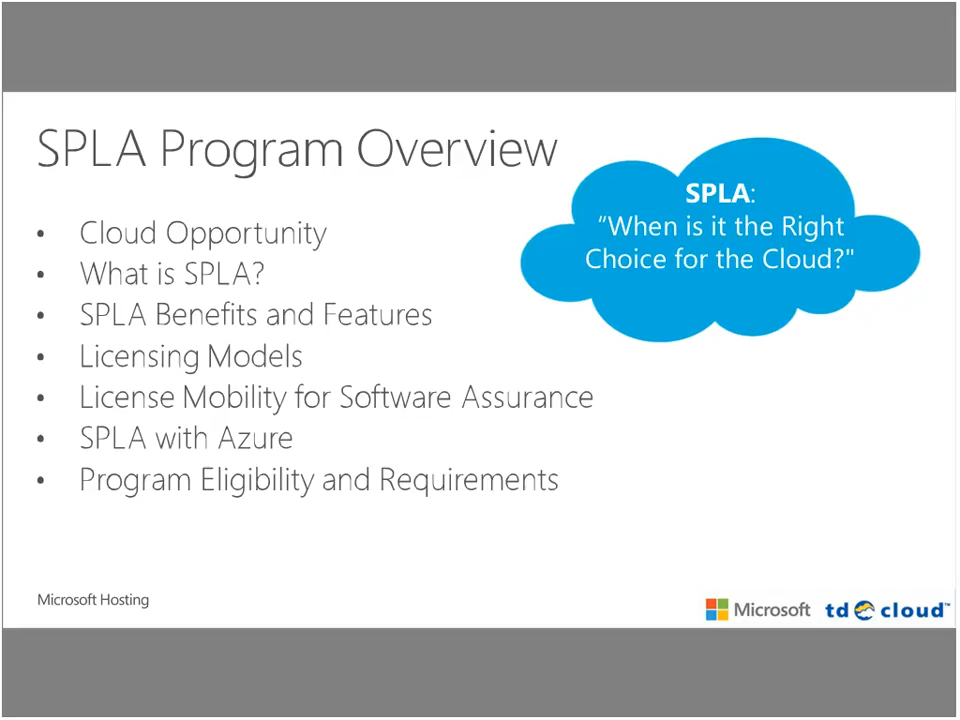 SPLA Program Overview
SPLA:
“When is it the Right
Choice for the Cloud?"
• Cloud Opportunity
• What is SPLA?
• SPLA Benefits and Features
• Licensing Models
• License Mobility for Software Assurance
• SPLA with Azure
• Program Eligibility and Requirements
Microsoft Hosting
Microsoft
td cloud™